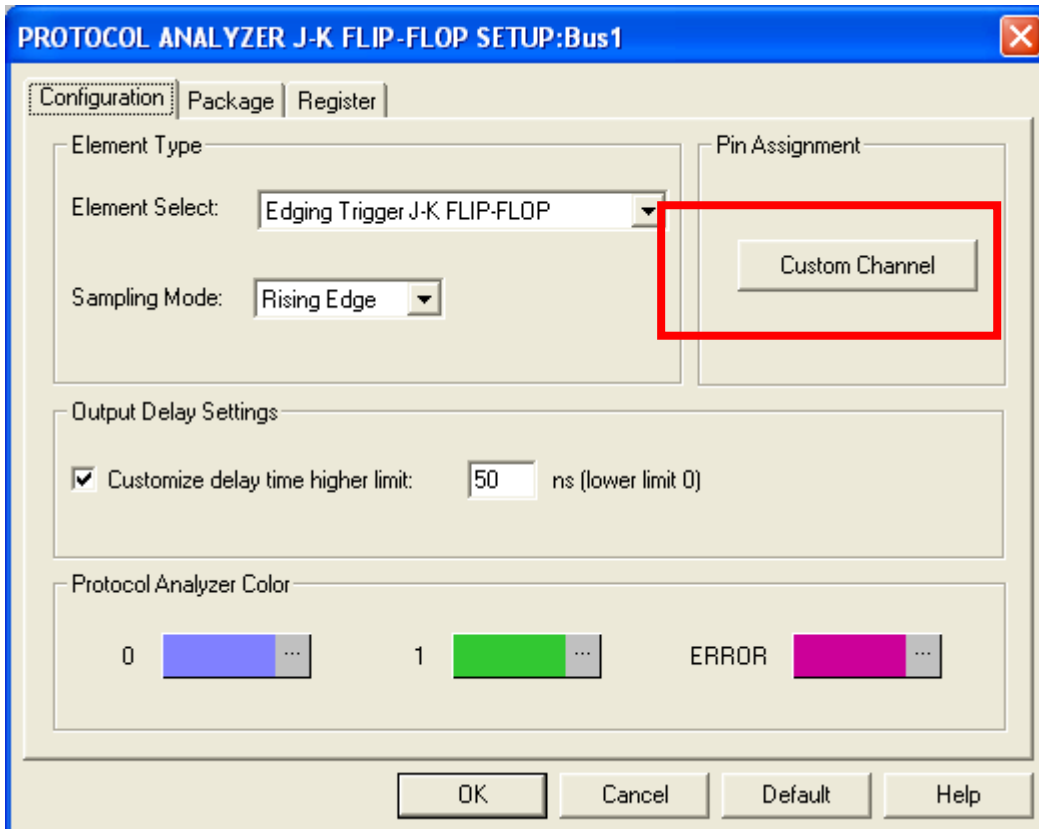 PROTOCOL ANALYZER J-K FLIP-FLOP SETUP:Bus1
Configuration Package Register
Element Type
Element Select: Edging Trigger J-K FLIP-FLOP
Sampling Mode: Rising Edge
Pin Assignment
Custom Channel
Output Delay Settings
Customize delay time higher limit: 50 ns (lower limit 0)
Protocol Analyzer Color
0 ... 1 ... ERROR ...
OK Cancel Default Help